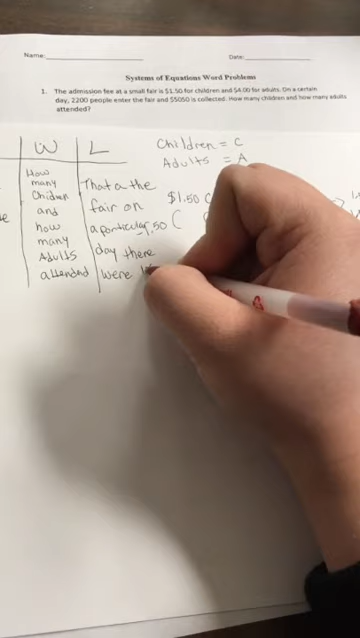 Name: Date:
Systems of Equations Word Problems
1. The admission fee at a small fair is $1.50 for children and $4.00 for adults. On a certain
day, 2200 people enter the fair and $5050 is collected. How many children and how many adults
attended?
W L
Children = C
Adults = A
How
many
Children
and
how
many
Adults
attended
That on the
fair on
a particular
day there
were
$1.50 C
-1.50 C